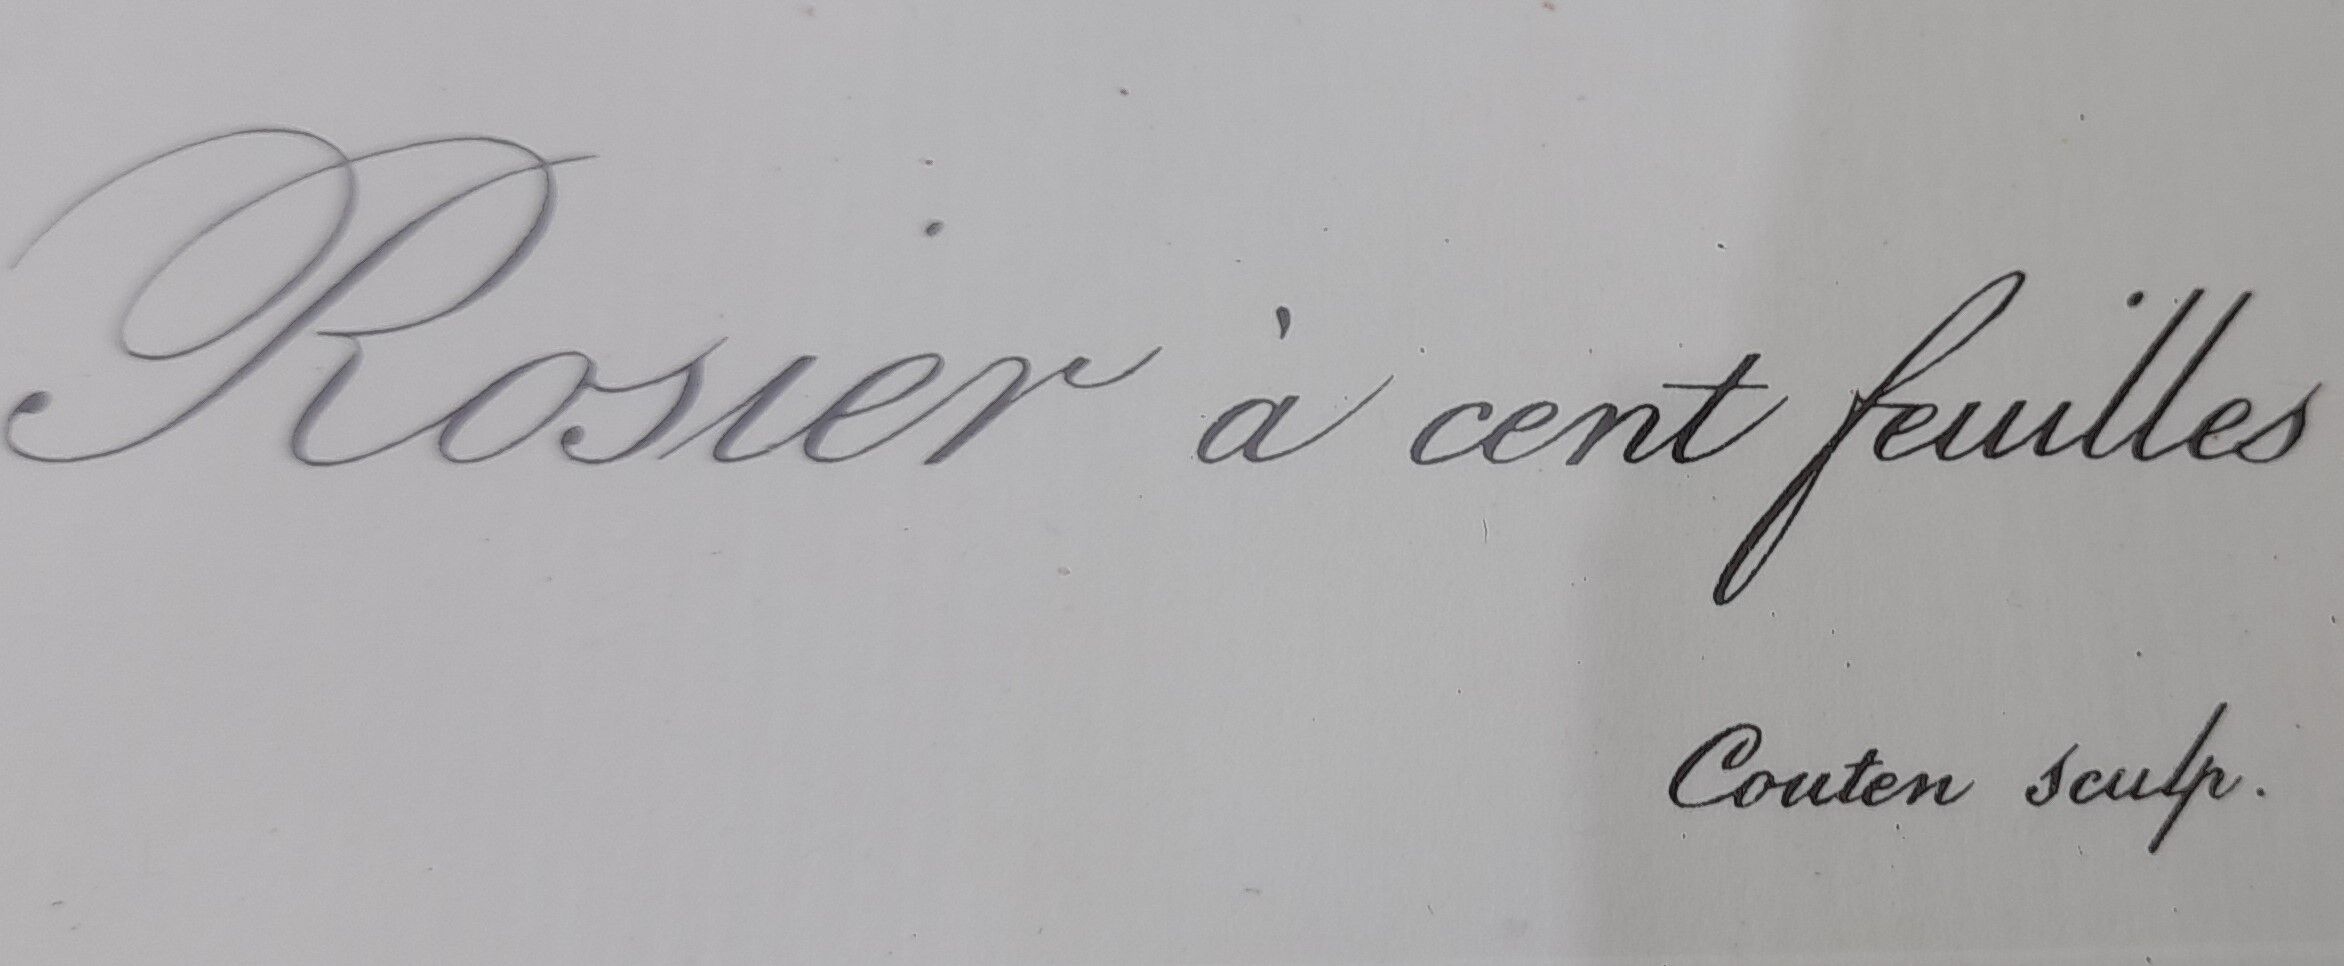 Rosier à cent feuilles
Couten sculp.